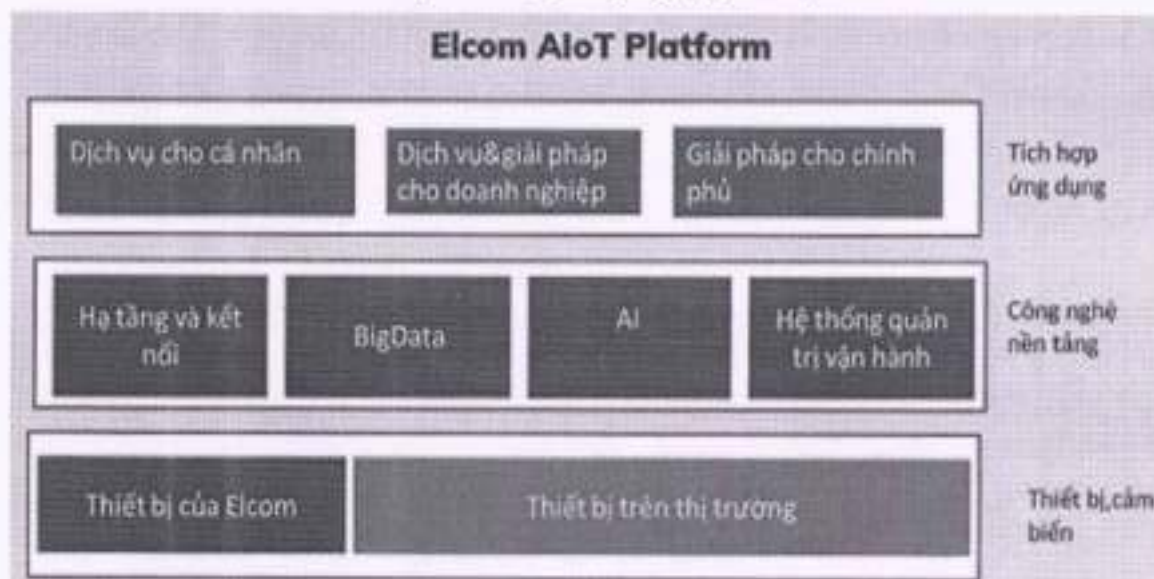 Elcom AIoT Platform
Dịch vụ cho cá nhân
Dịch vụ&giải pháp
cho doanh nghiệp
Giải pháp cho chính
phủ
Tích hợp
ứng dụng
Hạ tầng và kết
nối
BigData
AI
Hệ thống quản
trị vận hành
Công nghệ
nền tảng
Thiết bị của Elcom
Thiết bị trên thị trường
Thiết bị,cảm
biến